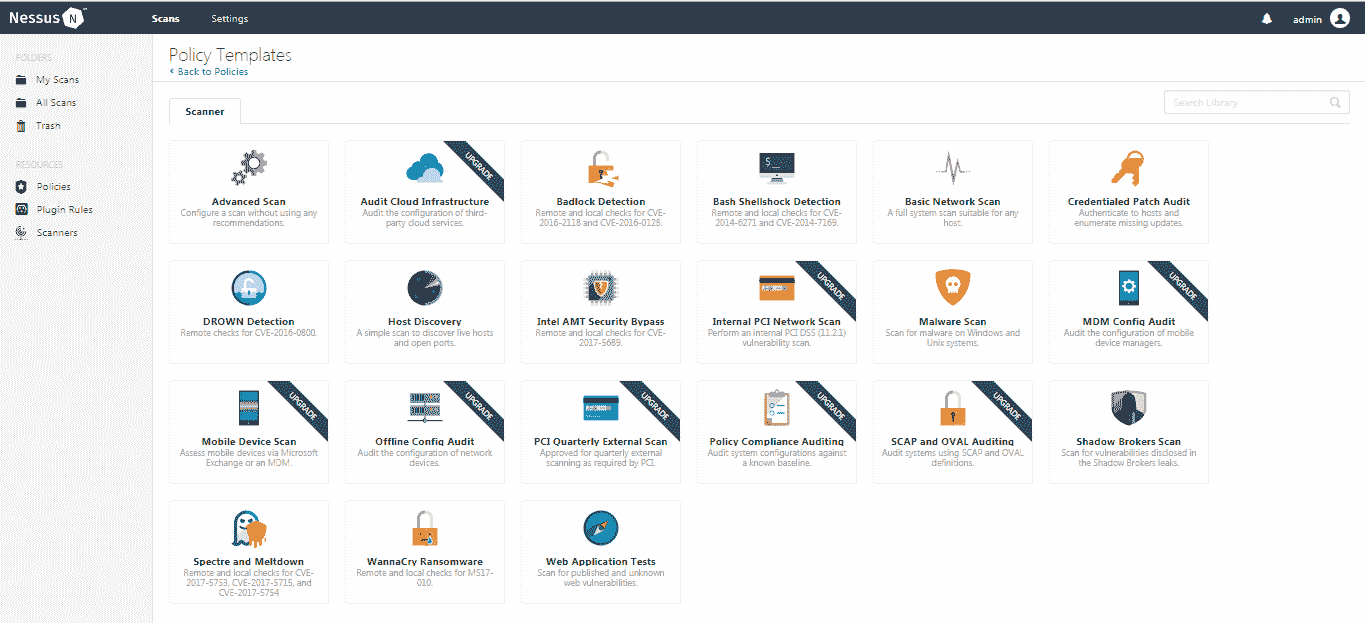 Nessus N
Scans
Settings
admin
FOLDERS
My Scans
All Scans
Trash
RESOURCES
Policies
Plugin Rules
Scanners
Policy Templates
< Back to Policies
Scanner
Search Library
Advanced Scan
Configure a scan without using any
recommendations.
UPGRADE
Audit Cloud Infrastructure
Audit the configuration of third-
party cloud services.
Badlock Detection
Remote and local checks for CVE-
2016-2118 and CVE-2016-0128.
$_
Bash Shellshock Detection
Remote and local checks for CVE-
2014-6271 and CVE-2014-7169.
Basic Network Scan
A full system scan suitable for any
host.
Credentialed Patch Audit
Authenticate to hosts and
enumerate missing updates.
DROWN Detection
Remote checks for CVE-2016-0800.
Host Discovery
A simple scan to discover live hosts
and open ports.
Intel AMT Security Bypass
Remote and local checks for CVE-
2017-5689.
UPGRADE
Internal PCI Network Scan
Perform an internal PCI DSS (11.2.1)
vulnerability scan.
Malware Scan
Scan for malware on Windows and
Unix systems.
UPGRADE
MDM Config Audit
Audit the configuration of mobile
device managers.
UPGRADE
Mobile Device Scan
Assess mobile devices via Microsoft
Exchange or an MDM.
UPGRADE
Offline Config Audit
Audit the configuration of network
devices.
UPGRADE
PCI Quarterly External Scan
Approved for quarterly external
scanning as required by PCI.
UPGRADE
Policy Compliance Auditing
Audit system configurations against
a known baseline.
UPGRADE
SCAP and OVAL Auditing
Audit systems using SCAP and OVAL
definitions.
Shadow Brokers Scan
Scan for vulnerabilities disclosed in
the Shadow Brokers leaks.
Spectre and Meltdown
Remote and local checks for CVE-
2017-5753, CVE-2017-5715, and
CVE-2017-5754
WannaCry Ransomware
Remote and local checks for MS17-
010.
Web Application Tests
Scan for published and unknown
web vulnerabilities.